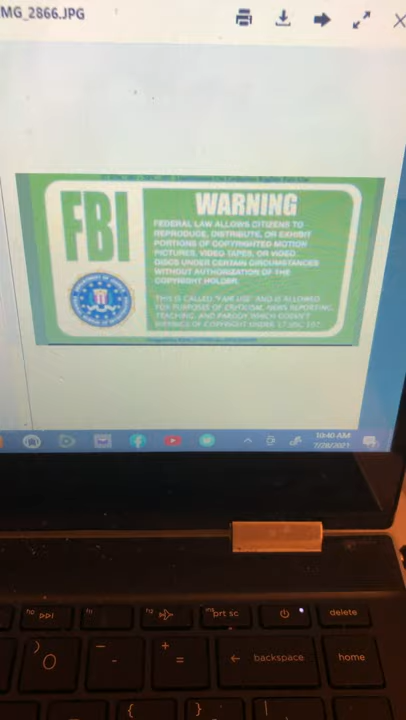 MG_2866.JPG
FBI
WARNING
FEDERAL LAW ALLOWS CITIZENS TO
REPRODUCE, DISTRIBUTE, OR EXHIBIT
PORTIONS OF COPYRIGHTED MOTION
PICTURES, VIDEO TAPES, OR VIDEO
DISCS UNDER CERTAIN CIRCUMSTANCES
WITHOUT AUTHORIZATION OF THE
COPYRIGHT HOLDER.
THIS IS CALLED "FAIR USE" AND IS ALLOWED
FOR PURPOSES OF CRITICISM, NEWS REPORTING,
TEACHING, AND PARODY WHICH DOESN'T
INFRINGE OF COPYRIGHT UNDER 17 USC 107.
10:40 AM
prt sc
delete
) 0
_ -
+ =
← backspace
home
{ }